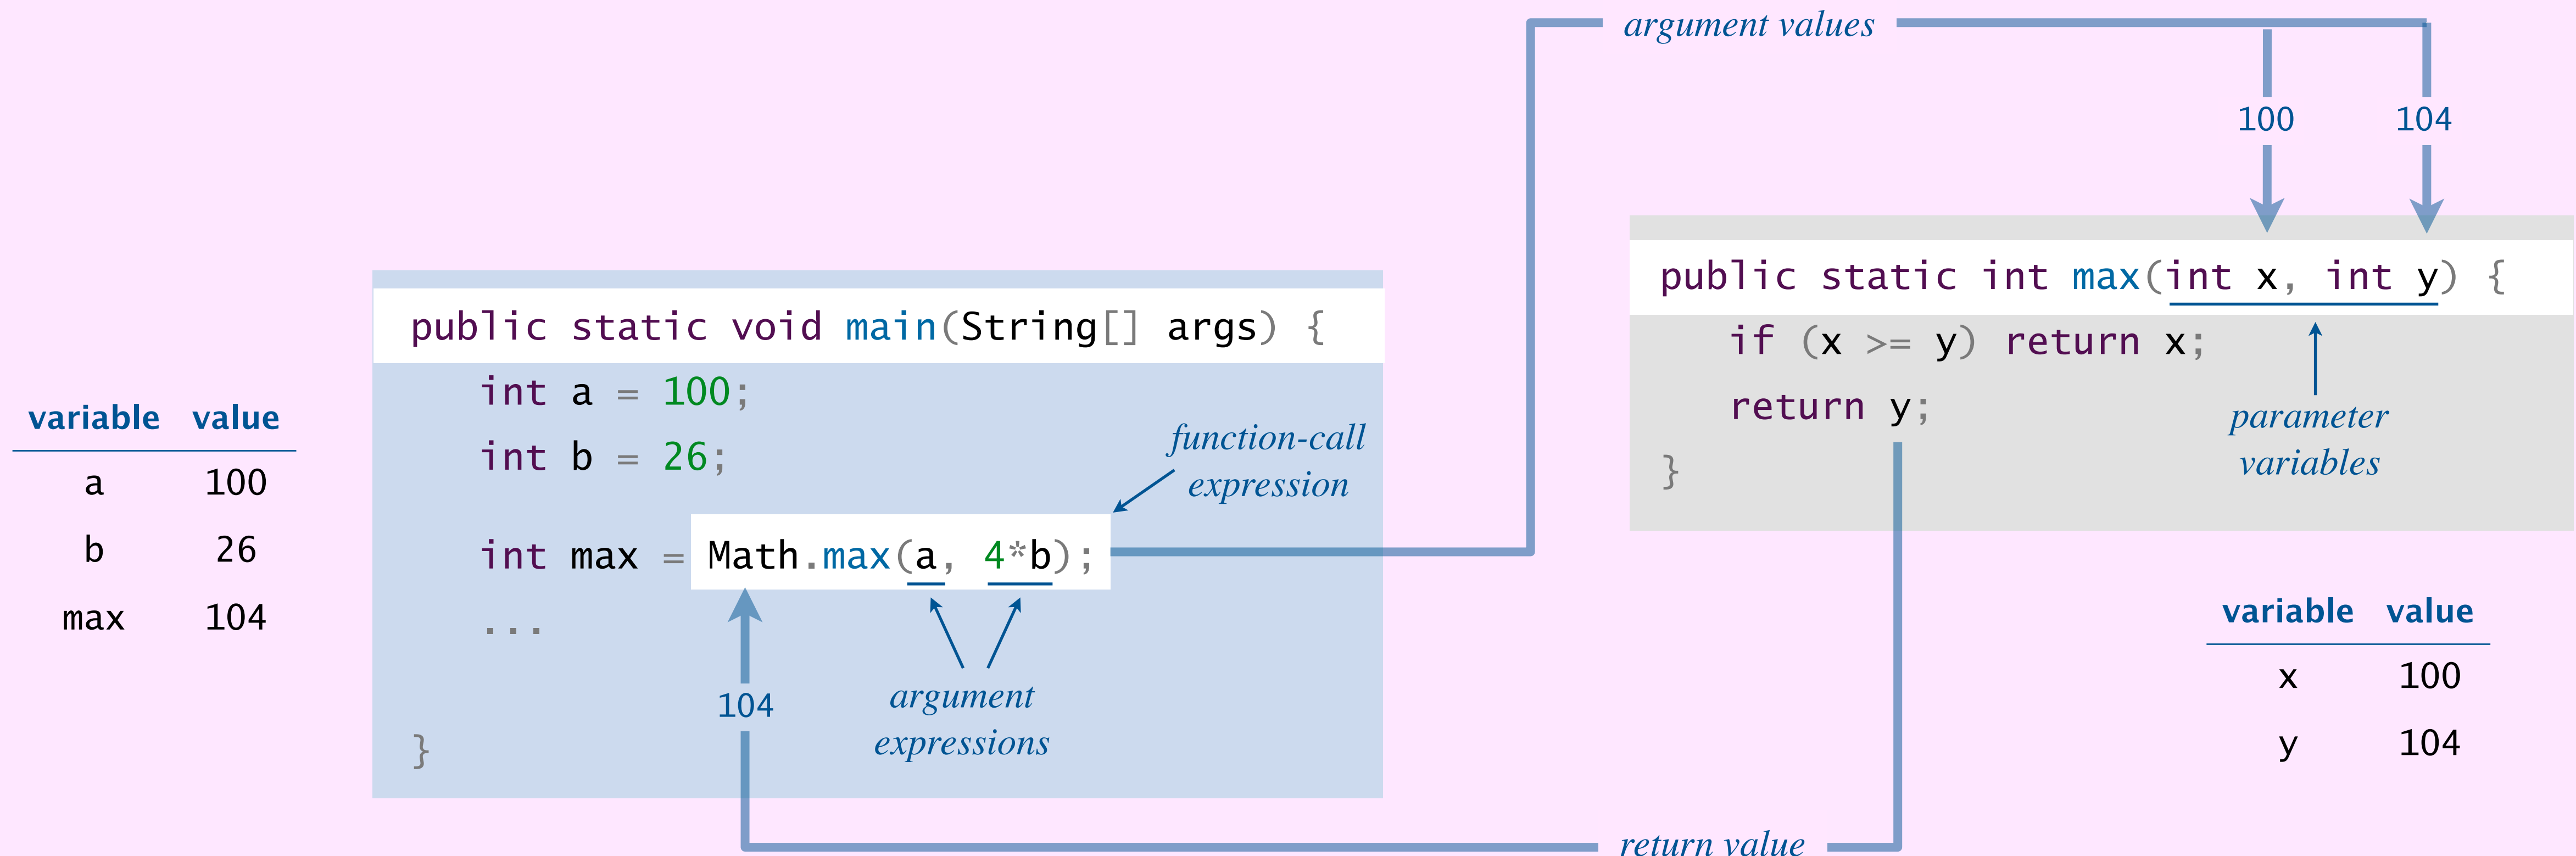 argument values
100 104
public static int max(int x, int y) {
if (x >= y) return x;
return y;
}
parameter
variables
variable value
x 100
y 104
public static void main(String[] args) {
int a = 100;
int b = 26;
int max = Math.max(a, 4*b);
...
}
function-call
expression
argument
expressions
104
return value
variable value
a 100
b 26
max 104